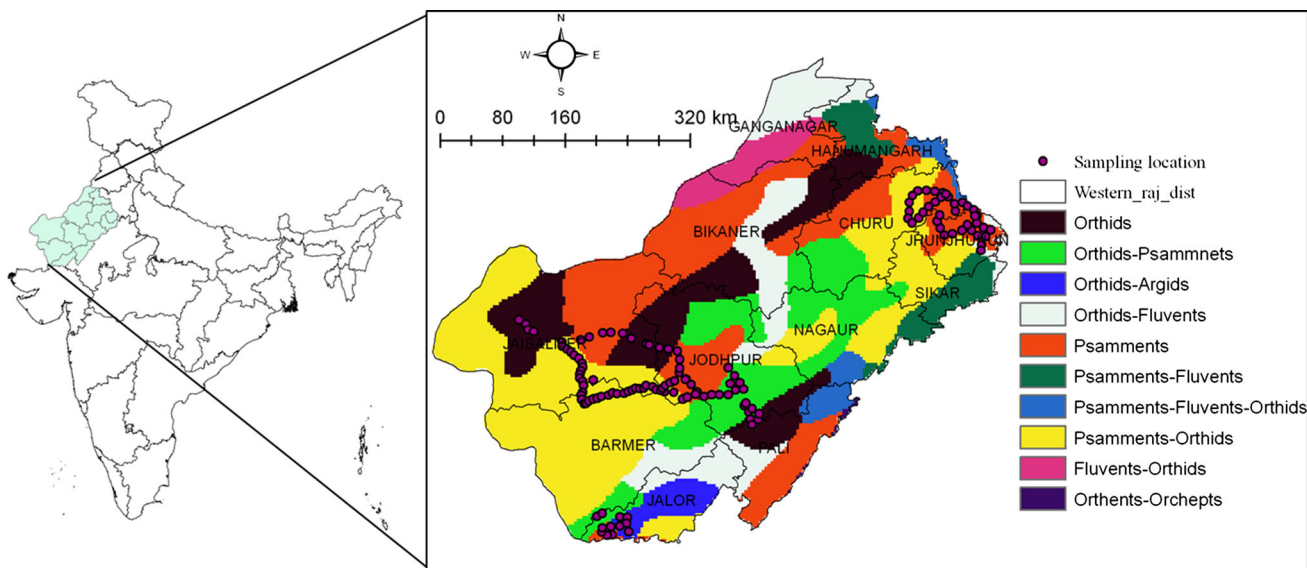 N
W E
S
0 80 160 320 km
GANGANAGAR
HANUMANGARH
BIKANER
CHURU
JHUNJHUNUN
SIKAR
NAGAUR
JAISALMER
JODHPUR
BARMER
PALI
JALOR
Sampling location
Western_raj_dist
Orthids
Orthids-Psammnets
Orthids-Argids
Orthids-Fluvents
Psamments
Psamments-Fluvents
Psamments-Fluvents-Orthids
Psamments-Orthids
Fluvents-Orthids
Orthents-Orchepts